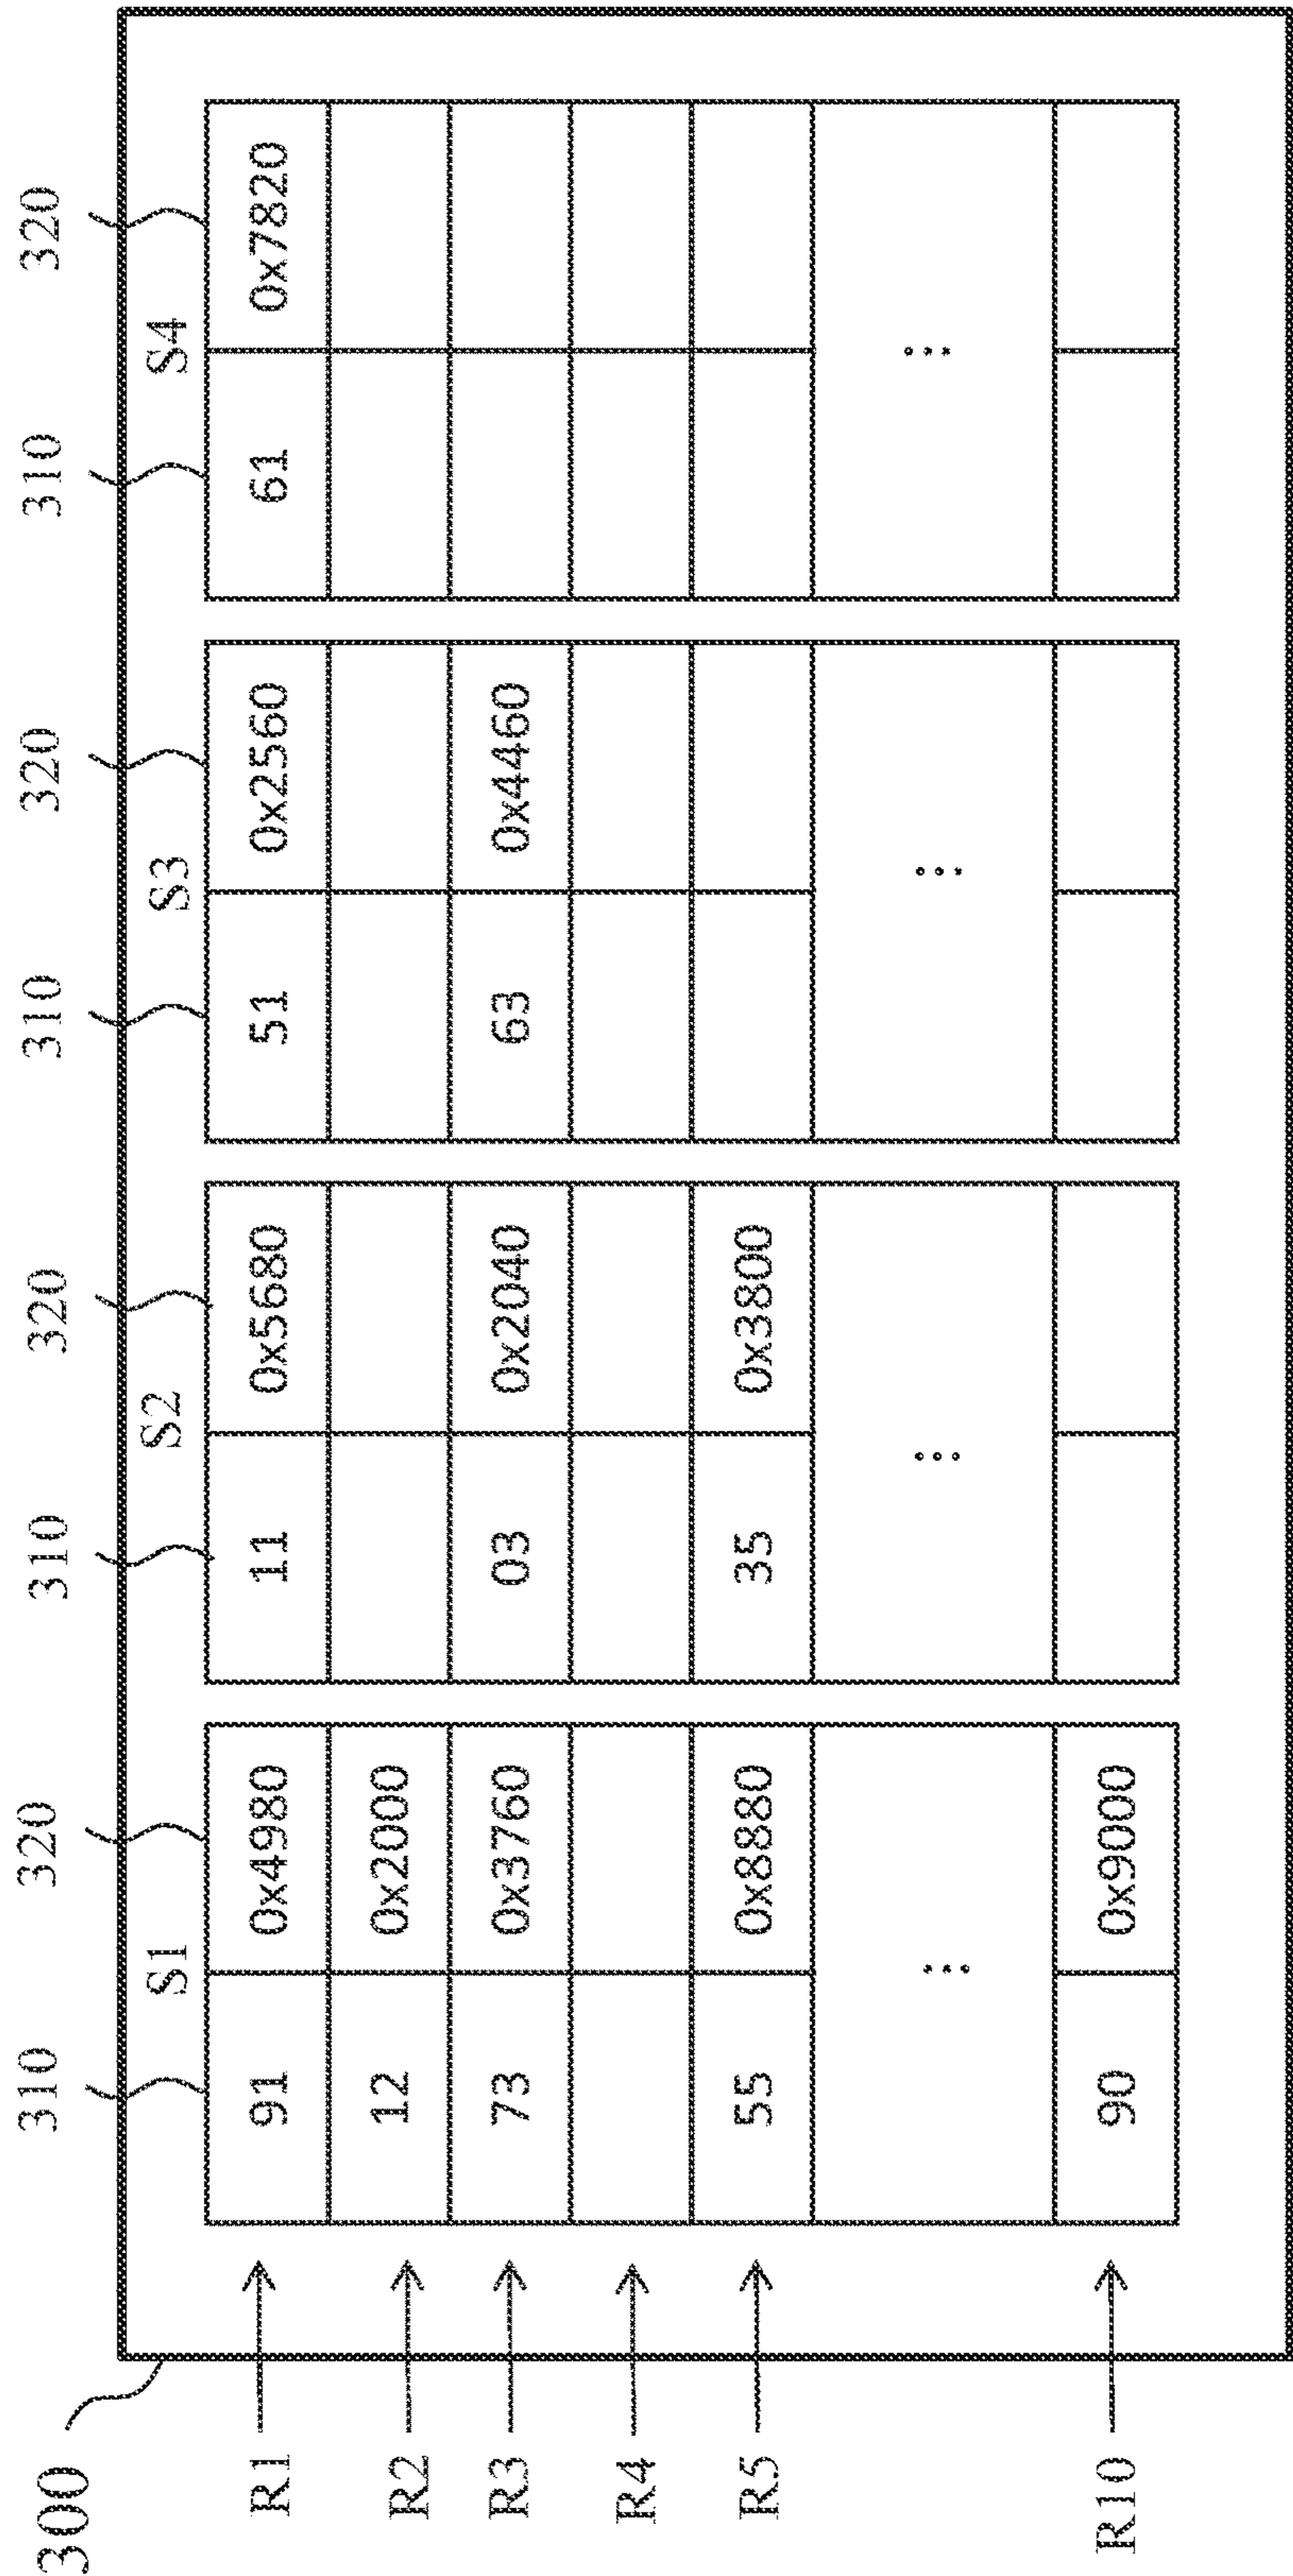 300
310 320 310 320 310 320 310 320
S1 S2 S3 S4
R1 91 0x4980 11 0x5680 51 0x2560 61 0x7820
R2 12 0x2000
R3 73 0x3760 03 0x2040 63 0x4460
R4
R5 55 0x8880 35 0x3800
... ... ... ...
R10 90 0x9000